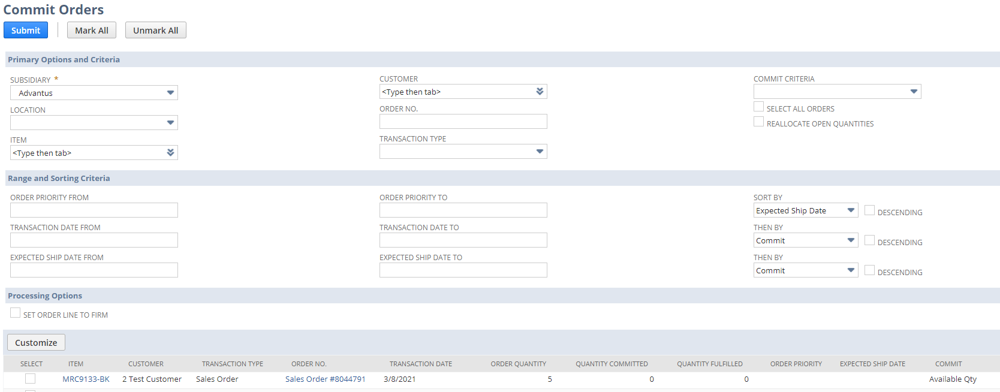 Commit Orders
Submit Mark All Unmark All
Primary Options and Criteria
SUBSIDIARY * CUSTOMER COMMIT CRITERIA
Advantus <Type then tab>
LOCATION ORDER NO. SELECT ALL ORDERS
REALLOCATE OPEN QUANTITIES
ITEM TRANSACTION TYPE
<Type then tab>
Range and Sorting Criteria
ORDER PRIORITY FROM ORDER PRIORITY TO SORT BY
Expected Ship Date DESCENDING
TRANSACTION DATE FROM TRANSACTION DATE TO THEN BY
Commit DESCENDING
EXPECTED SHIP DATE FROM EXPECTED SHIP DATE TO THEN BY
Commit DESCENDING
Processing Options
SET ORDER LINE TO FIRM
Customize
SELECT ITEM CUSTOMER TRANSACTION TYPE ORDER NO. TRANSACTION DATE ORDER QUANTITY QUANTITY COMMITTED QUANTITY FULFILLED ORDER PRIORITY EXPECTED SHIP DATE COMMIT
MRC9133-BK 2 Test Customer Sales Order Sales Order #8044791 3/8/2021 5 0 0 Available Qty